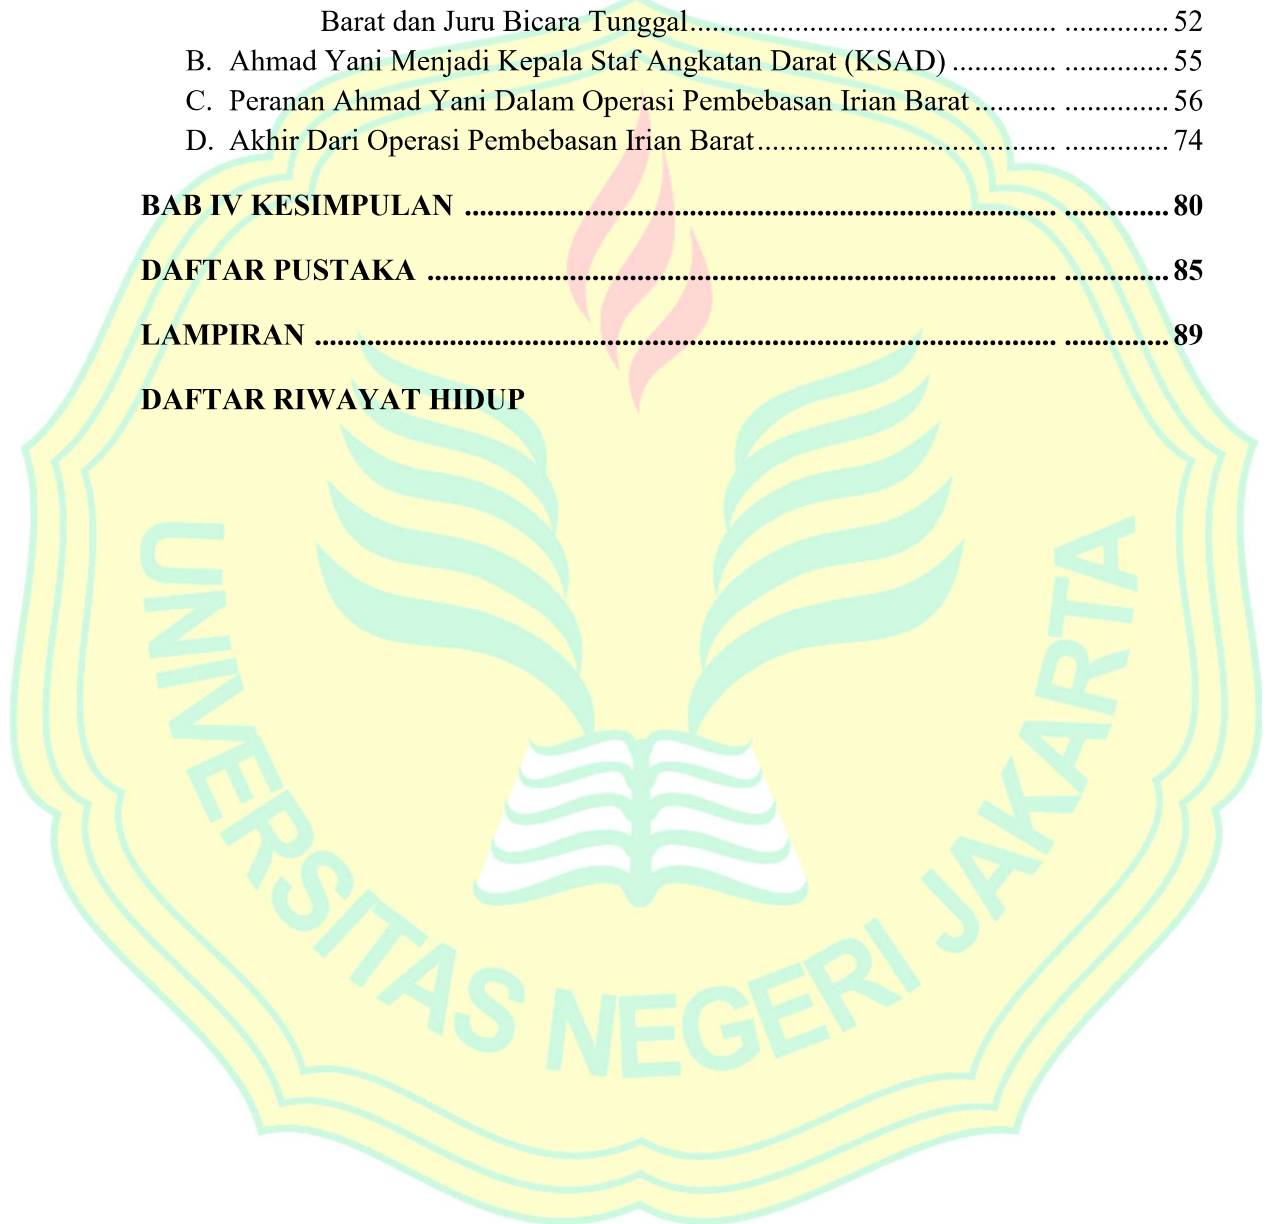 Barat dan Juru Bicara Tunggal................................................. .............. 52
B. Ahmad Yani Menjadi Kepala Staf Angkatan Darat (KSAD) .............. .............. 55
C. Peranan Ahmad Yani Dalam Operasi Pembebasan Irian Barat ........... .............. 56
D. Akhir Dari Operasi Pembebasan Irian Barat........................................ .............. 74
BAB IV KESIMPULAN ................................................................................ .............. 80
DAFTAR PUSTAKA ..................................................................................... .............. 85
LAMPIRAN .................................................................................................... .............. 89
DAFTAR RIWAYAT HIDUP
UNIVERSITAS NEGERI JAKARTA